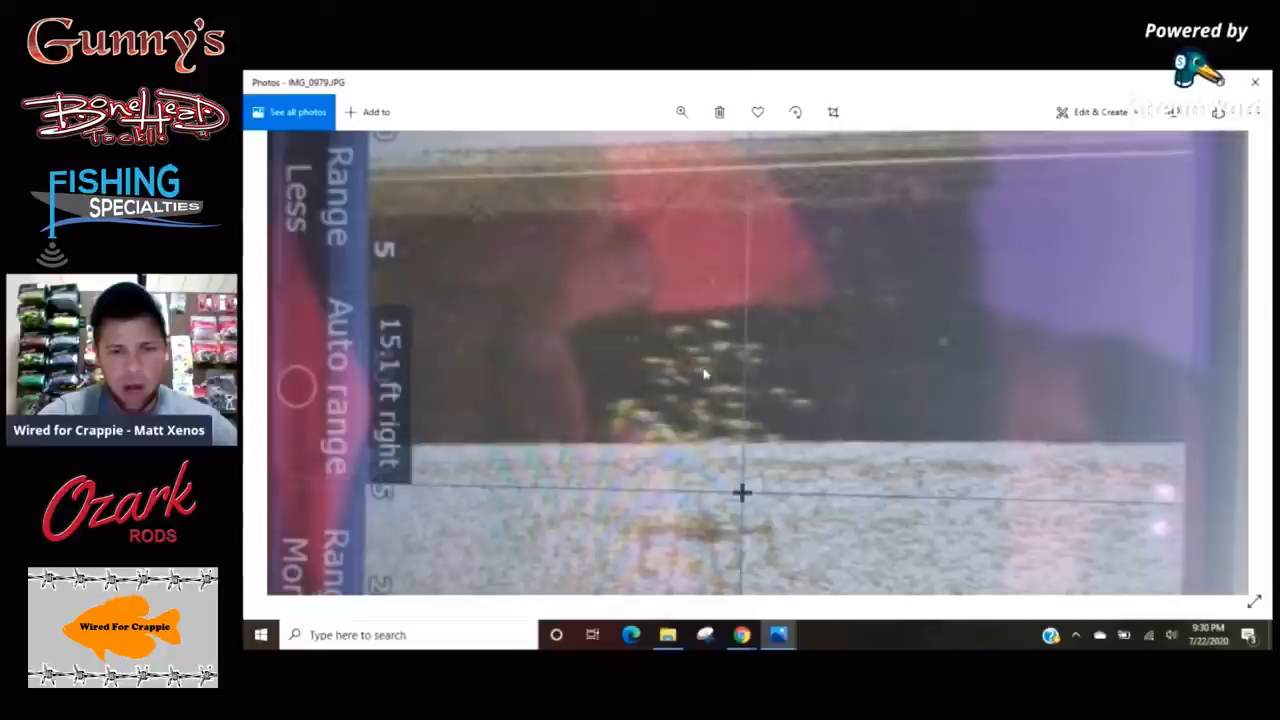 Gunny's
BoneHead
Tackle
FISHING
SPECIALTIES
Wired for Crappie - Matt Xenos
Ozark
RODS
Wired For Crappie
Powered by
Photos - IMG_0979.JPG
See all photos
Add to
Edit & Create
Range
Less
Auto range
5
15.1 ft right
Type here to search
9:30 PM
7/22/2020